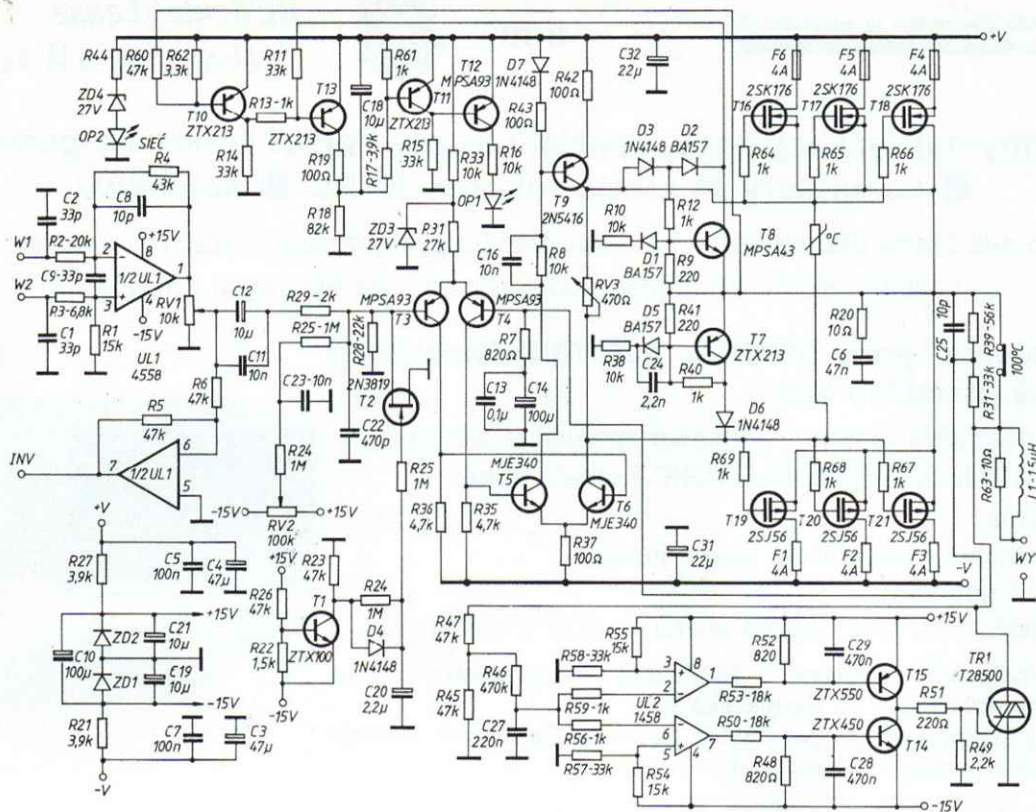 +V
R44
R60
47k
R62
3,3k
R11
33k
T13
R61
1k
T12
MPSA93
D7
1N4148
R42
100Ω
C32
22μ
F6
4A
F5
4A
F4
4A
2SK176
2SK176
2SK176
T16
T17
T18
ZD4
27V
OP2
T10
ZTX213
R13-1k
ZTX213
C18
10μ
T11
ZTX213
R43
100Ω
D3
1N4148
D2
BA157
R64
1k
R65
1k
R66
1k
SIEĆ
R4
43k
R14
33k
R19
100Ω
R17-3,9k
R15
33k
R33
10k
R16
10k
OP1
T9
2N5416
R12
1k
R10
10k
°C
C2
33p
C8
10p
+15V
R18
82k
ZD3
27V
R31
27k
C16
10n
R8
10k
D1
BA157
R9
220
T8
MPSA43
W1
R2-20k
2
8
1/2UL1
1
C9-33p
W2
R3-6,8k
3
4
-15V
RV1
10k
C12
10μ
R29-2k
R25-1M
MPSA93
T3
MPSA93
T4
RV3
470Ω
D5
BA157
R41
220
T7
ZTX213
R20
10Ω
C6
47n
10p
C25
R39-56k
100°C
C1
33p
R1
15k
UL1
4558
C11
10n
R28-22k
R7
820Ω
R38
10k
C24
2,2n
R40
1k
R31-33k
R6
47k
C23-10n
2N3819
T2
C13
0,1μ
C14
100μ
D6
1N4148
R5
47k
C22
470p
INV
7
1/2UL1
6
5
R24
1M
R25
1M
MJE340
T5
T6
MJE340
R69
1k
R68
1k
R67
1k
R63-10Ω
1-1,5μH
-15V
+15V
RV2
100k
R36
4,7k
R35
4,7k
T19
T20
T21
2SJ56
2SJ56
2SJ56
+V
+15V
R23
47k
R37
100Ω
C31
22μ
F1
4A
F2
4A
F3
4A
WY
-V
R27
3,9k
C5
100n
C4
47μ
R26
47k
T1
R24
1M
+15V
ZD2
C21
10μ
R22
1,5k
ZTX100
D4
1N4148
R47
47k
R55
15k
+15V
C10
100μ
ZD1
C19
10μ
C20
2,2μ
R46
470k
R58-33k
3
8
1
2
R52
820
C29
470n
TR1
T28500
-15V
-15V
R45
47k
R59-1k
UL2
1458
R53-18k
ZTX550
T15
R51
220Ω
R21
3,9k
C7
100n
C3
47μ
C27
220n
R56-1k
6
5
4
7
R50-18k
ZTX450
T14
R57-33k
R54
15k
R48
820Ω
C28
470n
R49
2,2k
-V
-15V